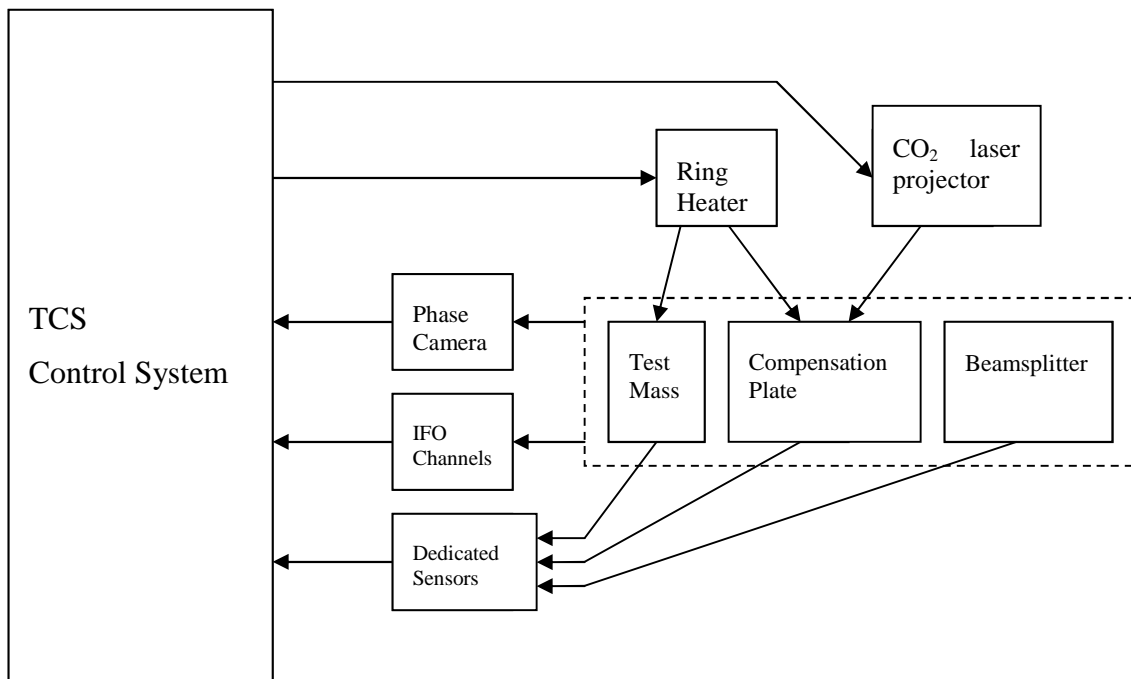 CO₂ laser
projector
Ring
Heater
TCS
Control System
Phase
Camera
Test
Mass
Compensation
Plate
Beamsplitter
IFO
Channels
Dedicated
Sensors